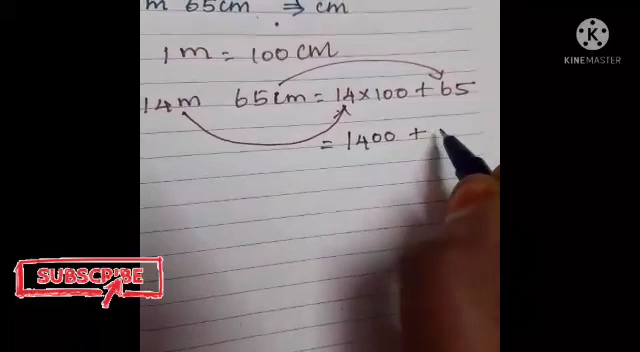 m 65cm ⇒ cm
1m = 100cm
14m 65cm = 14×100+65
= 1400 +
KINEMASTER
SUBSCRIBE